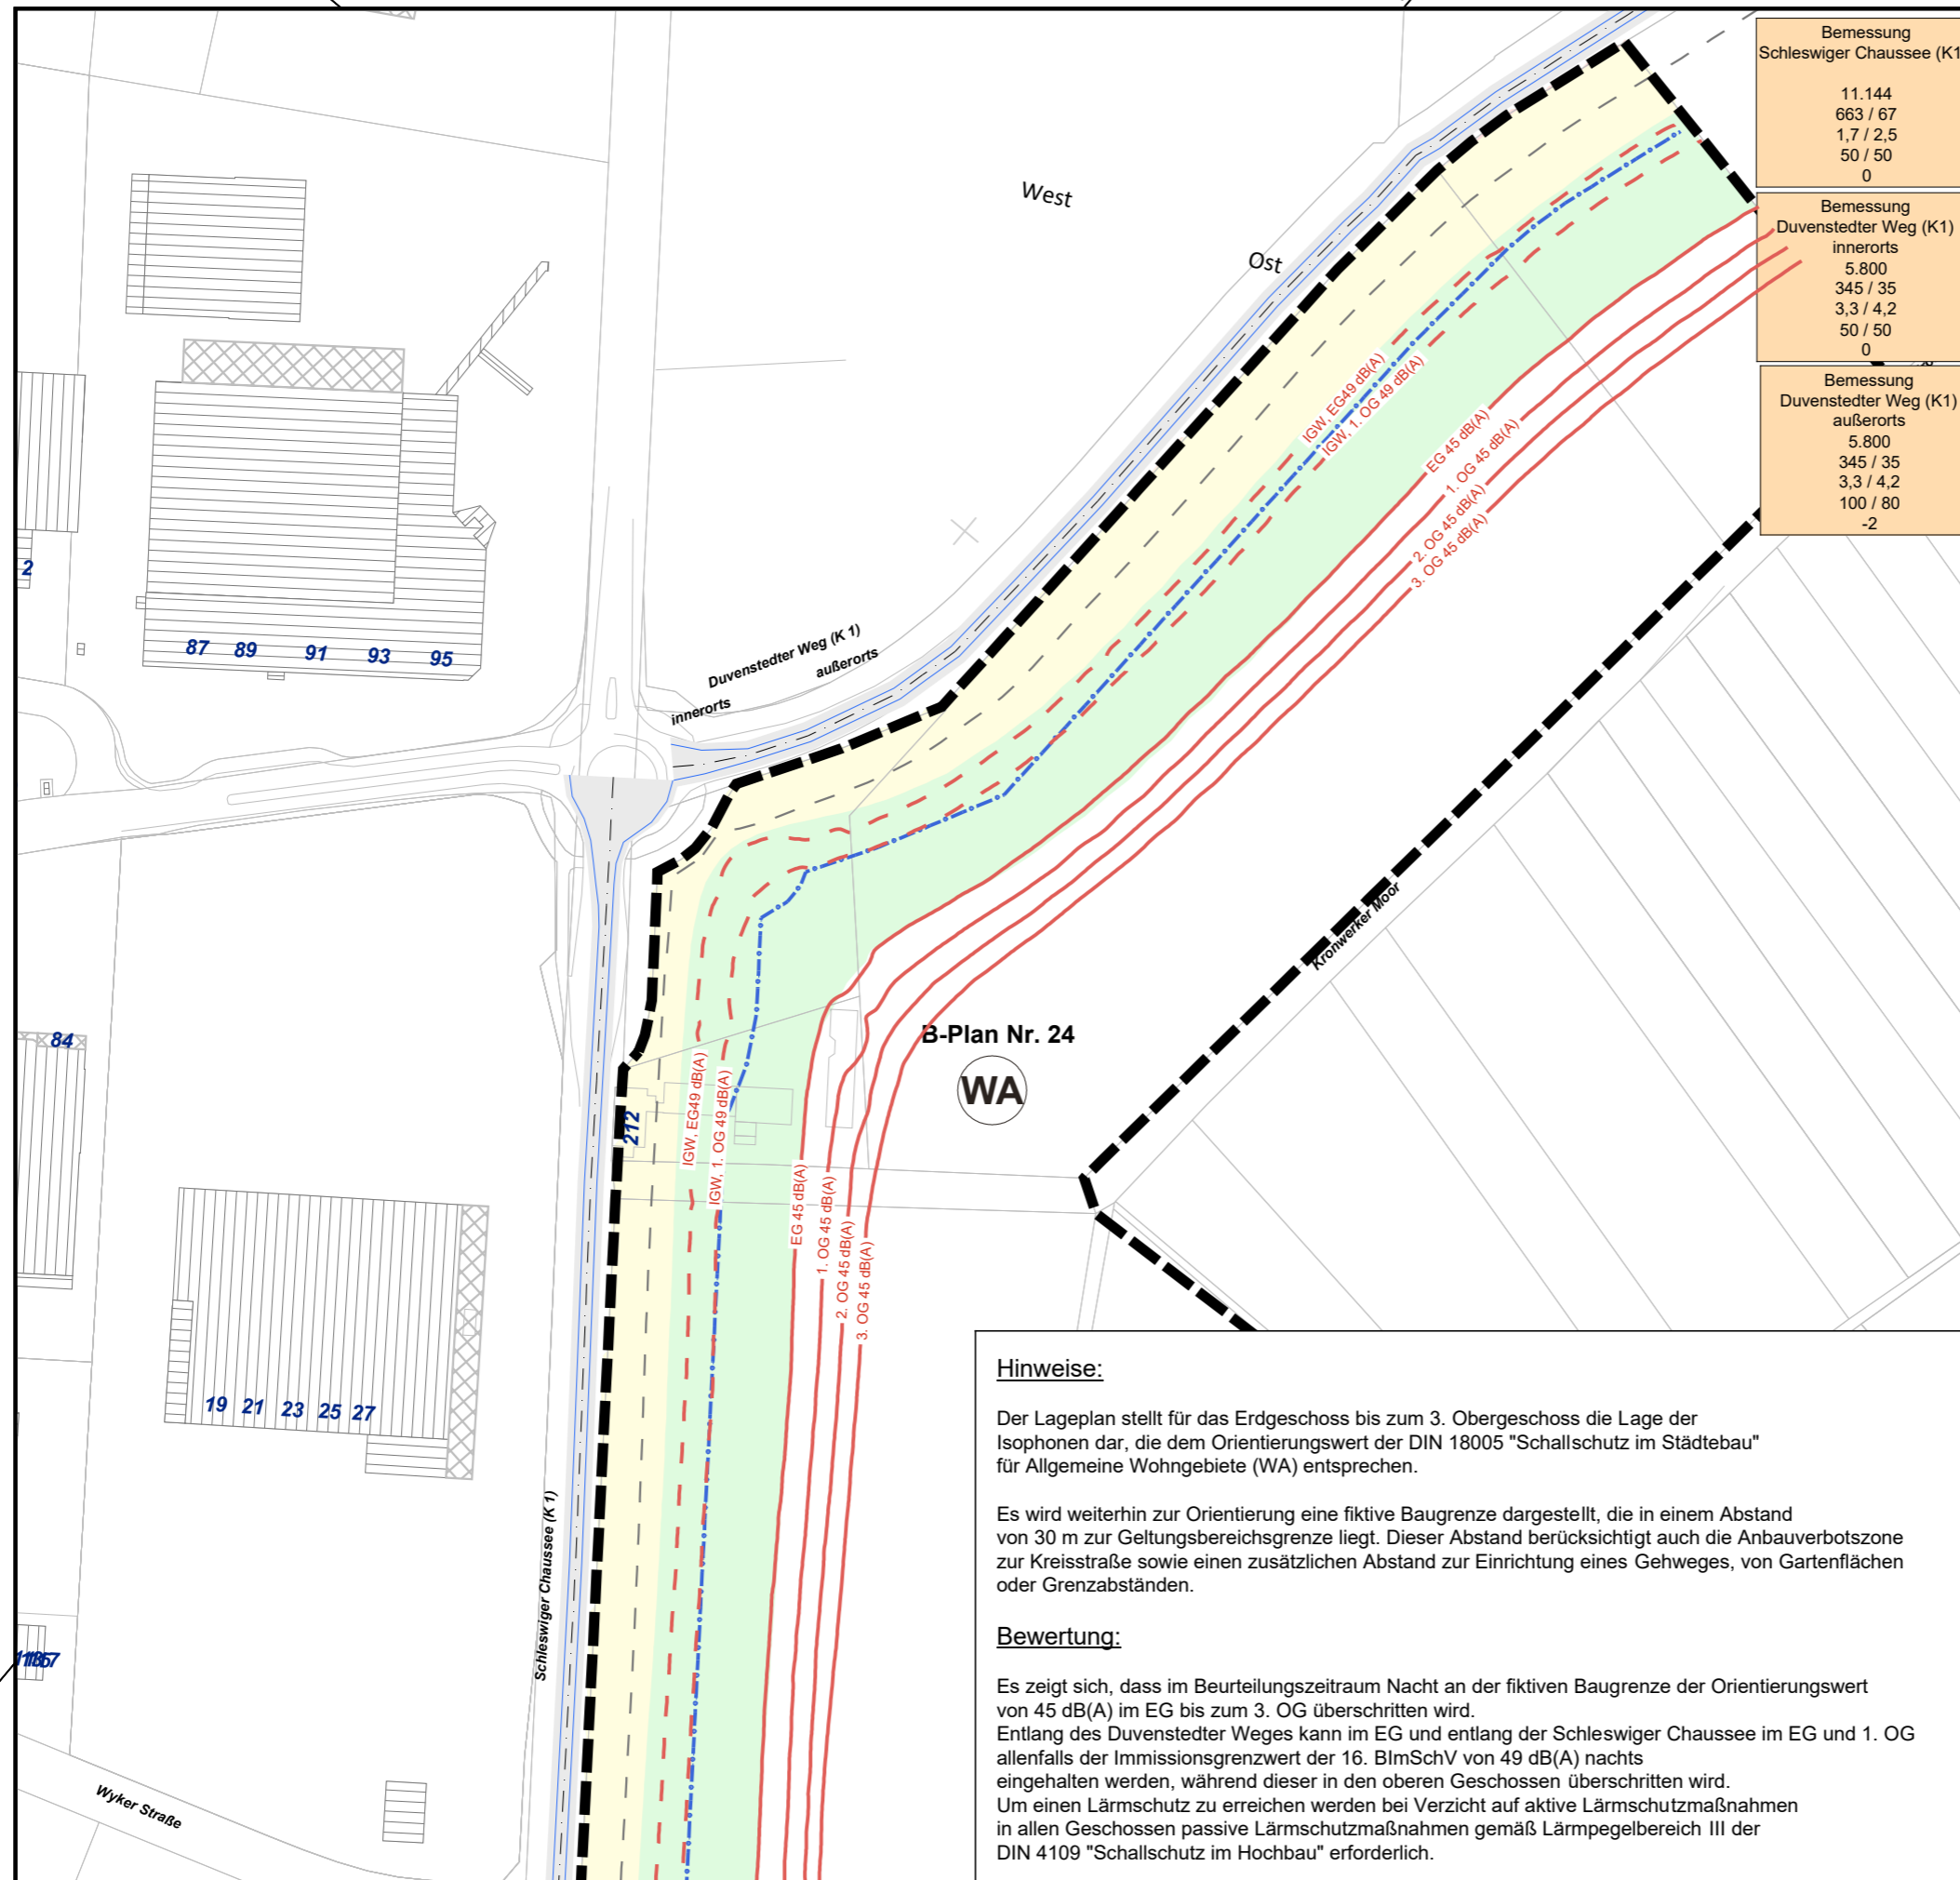 Bemessung
Schleswiger Chaussee (K1
11.144
663 / 67
1,7 / 2,5
50 / 50
0
Bemessung
Duvenstedter Weg (K1)
innerorts
5.800
345 / 35
3,3 / 4,2
50 / 50
0
Bemessung
Duvenstedter Weg (K1)
außerorts
5.800
345 / 35
3,3 / 4,2
100 / 80
-2
West
Ost
IGW, EG49 dB(A)
IGW, 1. OG 49 dB(A)
EG 45 dB(A)
1. OG 45 dB(A)
2. OG 45 dB(A)
3. OG 45 dB(A)
2
87 89 91 93 95
Duvenstedter Weg (K 1)
außerorts
innerorts
Kronwerker Moor
84
B-Plan Nr. 24
WA
212
IGW, EG49 dB(A)
IGW, 1. OG 49 dB(A)
EG 45 dB(A)
1. OG 45 dB(A)
2. OG 45 dB(A)
3. OG 45 dB(A)
19 21 23 25 27
Schleswiger Chaussee (K 1)
Wyker Straße
Hinweise:
Der Lageplan stellt für das Erdgeschoss bis zum 3. Obergeschoss die Lage der
Isophonen dar, die dem Orientierungswert der DIN 18005 "Schallschutz im Städtebau"
für Allgemeine Wohngebiete (WA) entsprechen.
Es wird weiterhin zur Orientierung eine fiktive Baugrenze dargestellt, die in einem Abstand
von 30 m zur Geltungsbereichsgrenze liegt. Dieser Abstand berücksichtigt auch die Anbauverbotszone
zur Kreisstraße sowie einen zusätzlichen Abstand zur Einrichtung eines Gehweges, von Gartenflächen
oder Grenzabständen.
Bewertung:
Es zeigt sich, dass im Beurteilungszeitraum Nacht an der fiktiven Baugrenze der Orientierungswert
von 45 dB(A) im EG bis zum 3. OG überschritten wird.
Entlang des Duvenstedter Weges kann im EG und entlang der Schleswiger Chaussee im EG und 1. OG
allenfalls der Immissionsgrenzwert der 16. BImSchV von 49 dB(A) nachts
eingehalten werden, während dieser in den oberen Geschossen überschritten wird.
Um einen Lärmschutz zu erreichen werden bei Verzicht auf aktive Lärmschutzmaßnahmen
in allen Geschossen passive Lärmschutzmaßnahmen gemäß Lärmpegelbereich III der
DIN 4109 "Schallschutz im Hochbau" erforderlich.